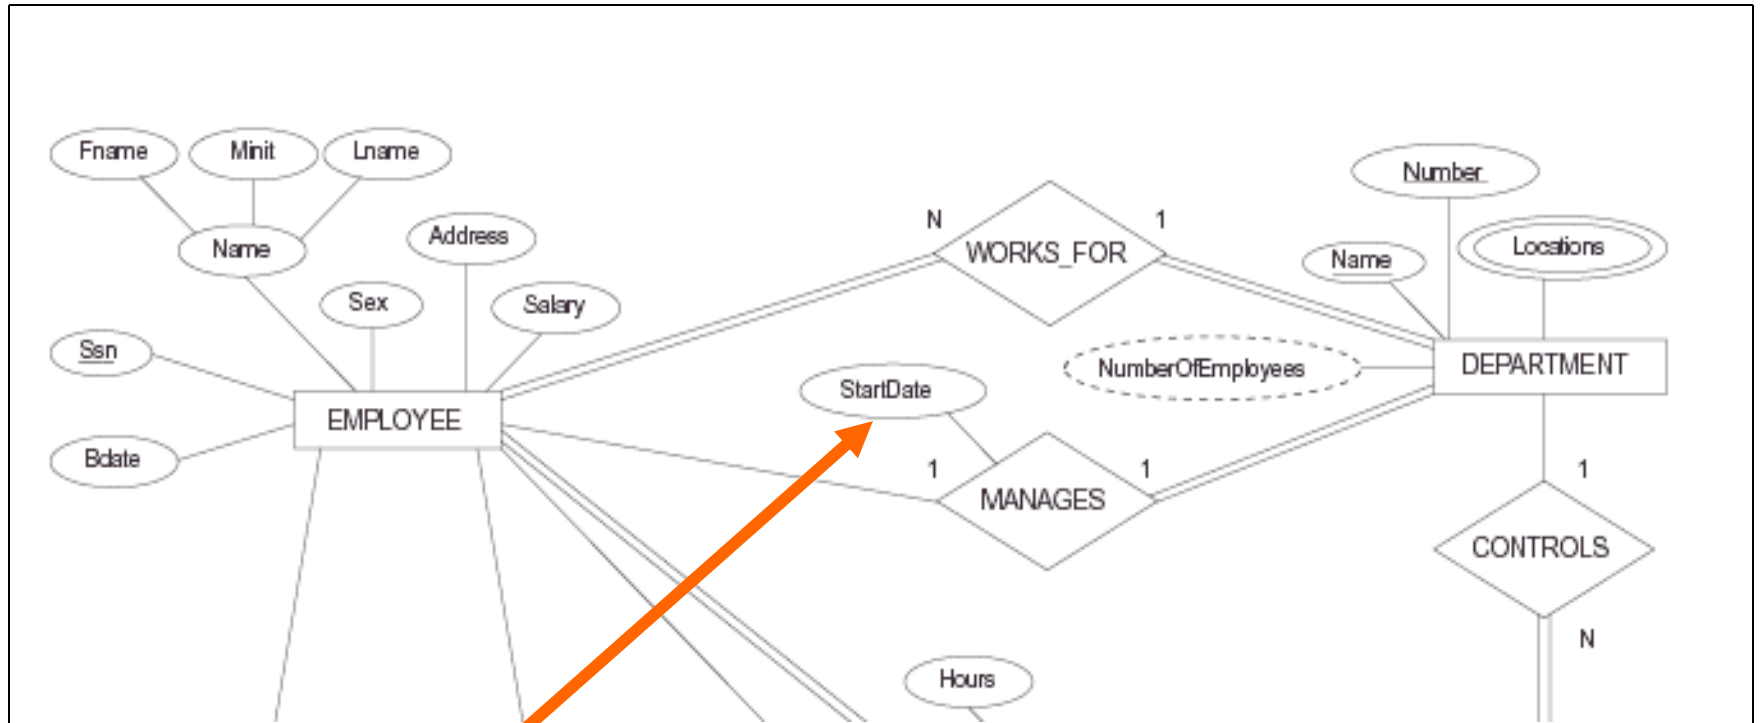 Fname
Minit
Lname
Number
N
1
Name
Address
WORKS_FOR
Name
Locations
Sex
Salary
Ssn
NumberOfEmployees
DEPARTMENT
StartDate
EMPLOYEE
Bdate
1
1
1
MANAGES
CONTROLS
N
Hours